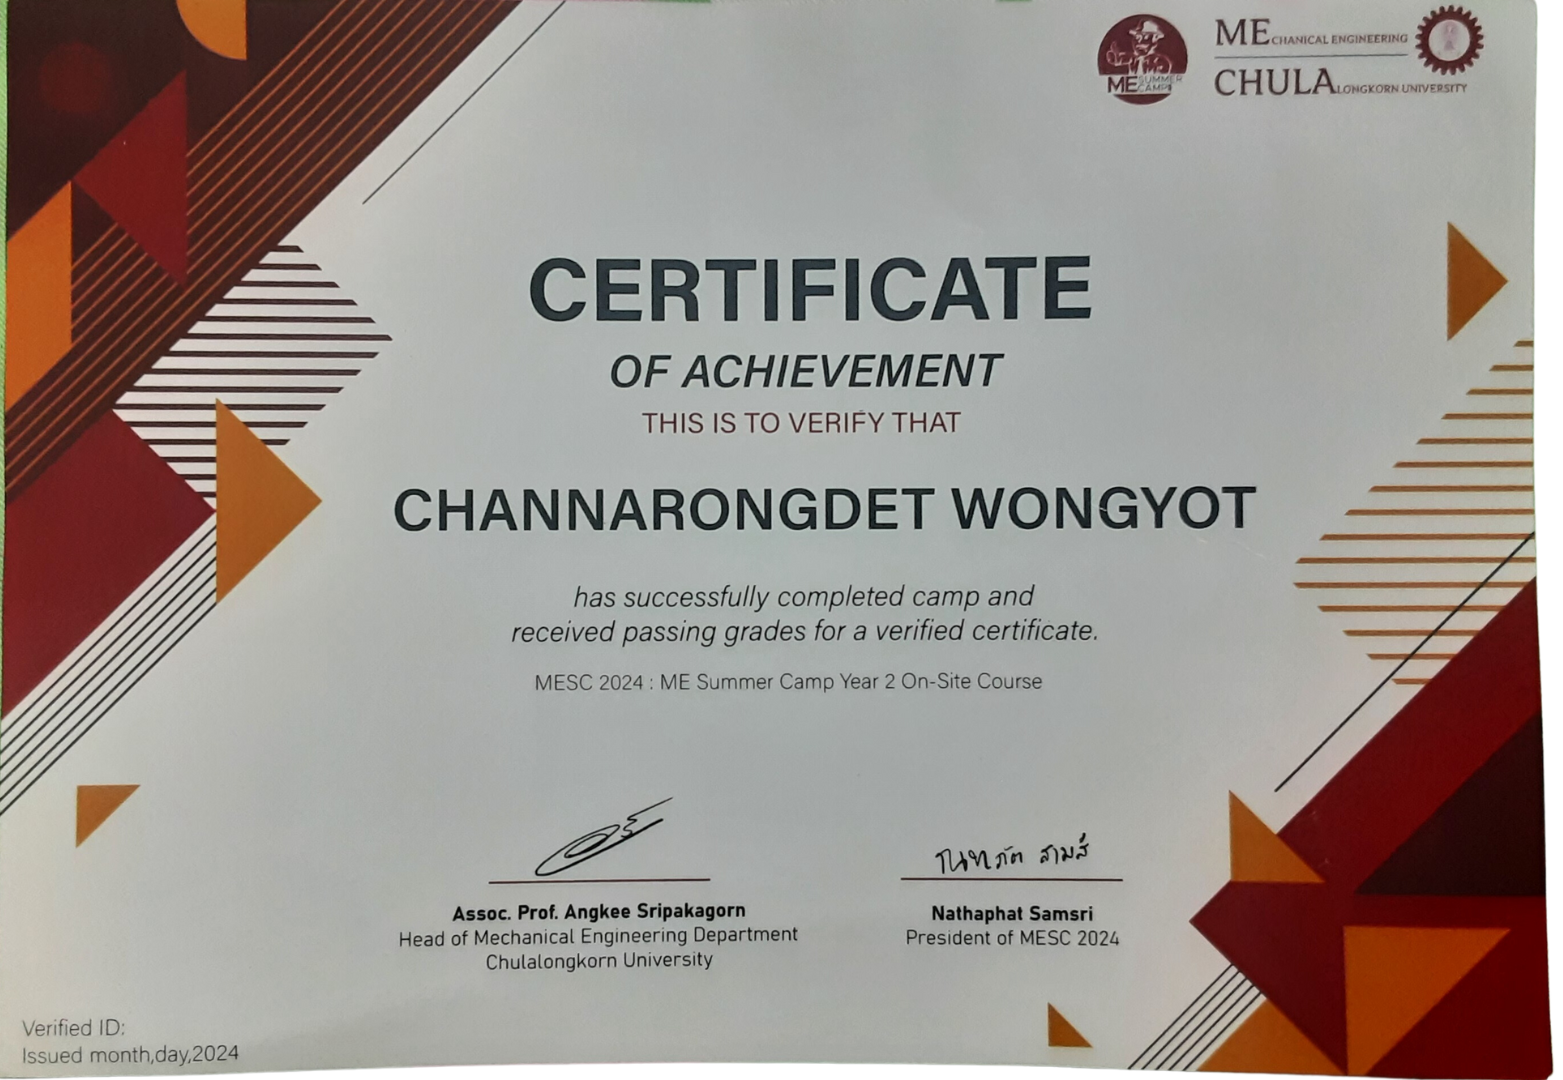 ME SUMMER CAMP
MECHANICAL ENGINEERING
CHULALONGKORN UNIVERSITY
CERTIFICATE
OF ACHIEVEMENT
THIS IS TO VERIFY THAT
CHANNARONGDET WONGYOT
has successfully completed camp and
received passing grades for a verified certificate.
MESC 2024 : ME Summer Camp Year 2 On-Site Course
ณัฐภัต สามสี
Assoc. Prof. Angkee Sripakagorn
Head of Mechanical Engineering Department
Chulalongkorn University
Nathaphat Samsri
President of MESC 2024
Verified ID:
Issued month,day,2024